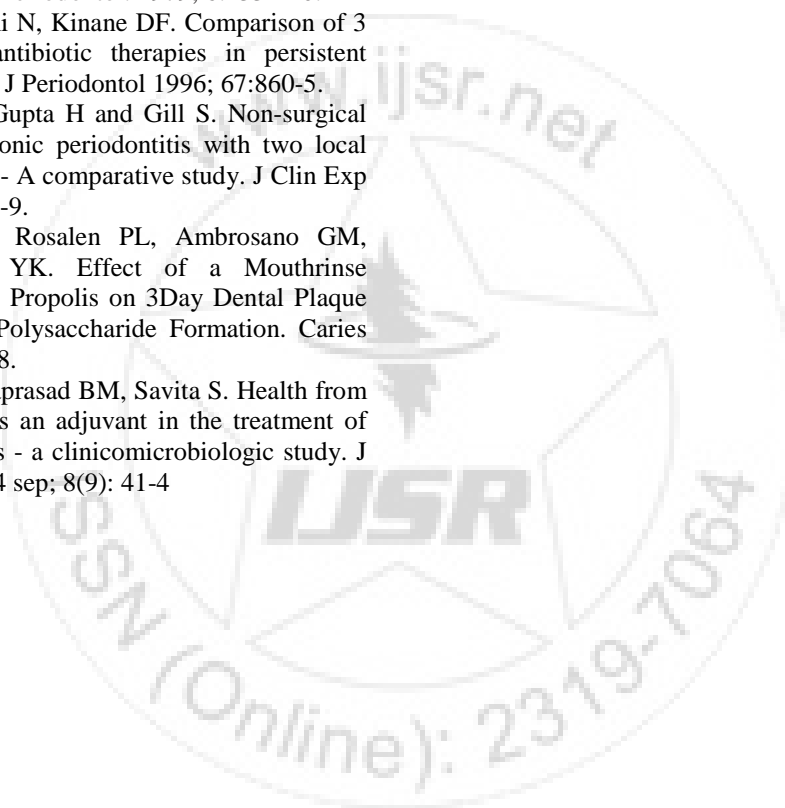 i N, Kinane DF. Comparison of 3
antibiotic therapies in persistent
J Periodontol 1996; 67:860-5.
Gupta H and Gill S. Non-surgical
onic periodontitis with two local
- A comparative study. J Clin Exp
-9.
Rosalen PL, Ambrosano GM,
YK. Effect of a Mouthrinse
Propolis on 3Day Dental Plaque
Polysaccharide Formation. Caries
8.
aprasad BM, Savita S. Health from
s an adjuvant in the treatment of
s - a clinicomicrobiologic study. J
4 sep; 8(9): 41-4
www.ijsr.net
IJSR
ISSN (Online): 2319-7064